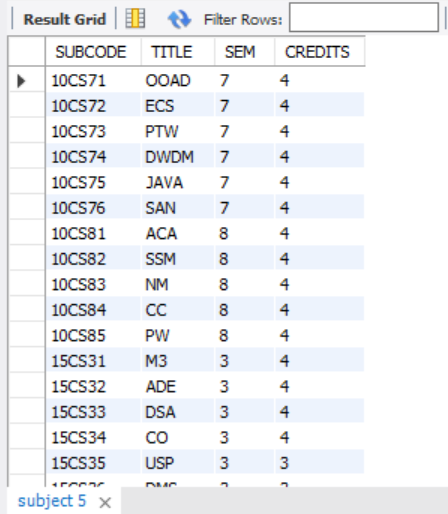 Result Grid Filter Rows:
SUBCODE TITLE SEM CREDITS
10CS71 OOAD 7 4
10CS72 ECS 7 4
10CS73 PTW 7 4
10CS74 DWDM 7 4
10CS75 JAVA 7 4
10CS76 SAN 7 4
10CS81 ACA 8 4
10CS82 SSM 8 4
10CS83 NM 8 4
10CS84 CC 8 4
10CS85 PW 8 4
15CS31 M3 3 4
15CS32 ADE 3 4
15CS33 DSA 3 4
15CS34 CO 3 4
15CS35 USP 3 3
subject 5